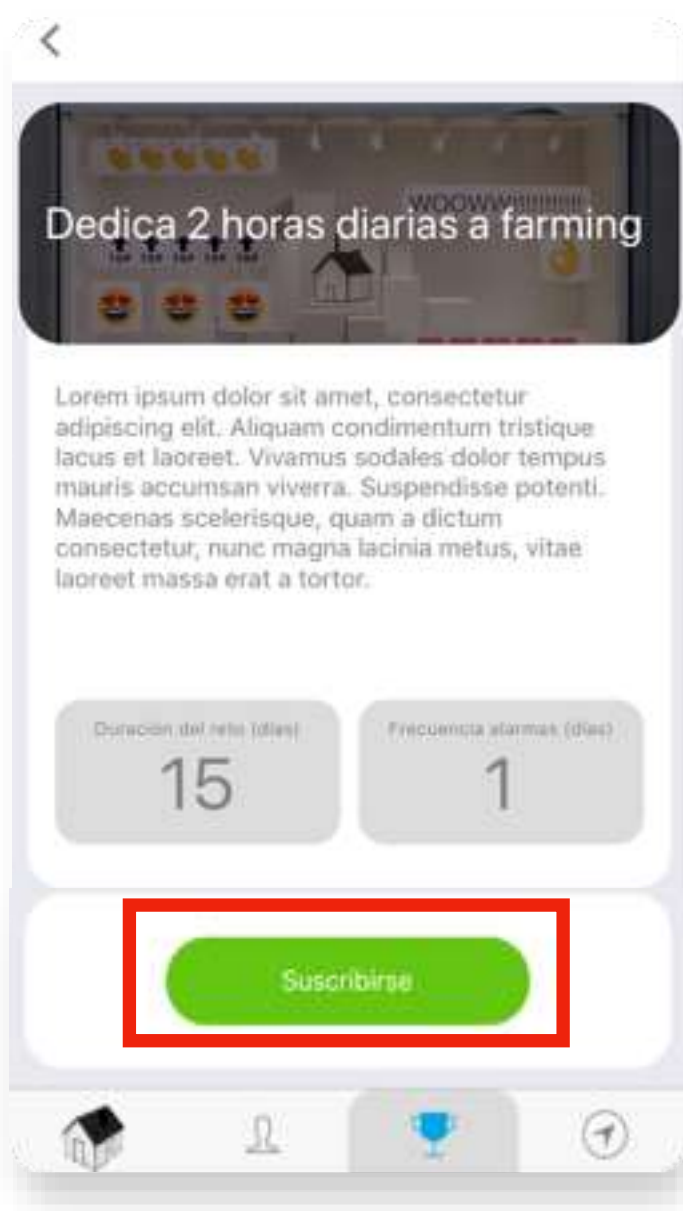 WOOWW!!!!!!!!!!
Dedica 2 horas diarias a farming
Lorem ipsum dolor sit amet, consectetur
adipiscing elit. Aliquam condimentum tristique
lacus et laoreet. Vivamus sodales dolor tempus
mauris accumsan viverra. Suspendisse potenti.
Maecenas scelerisque, quam a dictum
consectetur, nunc magna lacinia metus, vitae
laoreet massa erat a tortor.
Duración del reto (días)
15
Frecuencia alarmas (días)
1
Suscribirse